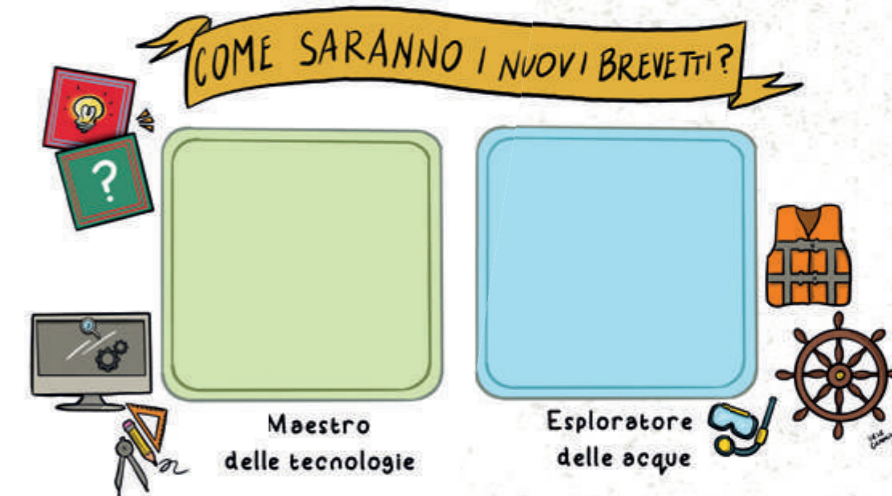 COME SARANNO I NUOVI BREVETTI?
?
Maestro
delle tecnologie
Esploratore
delle acque